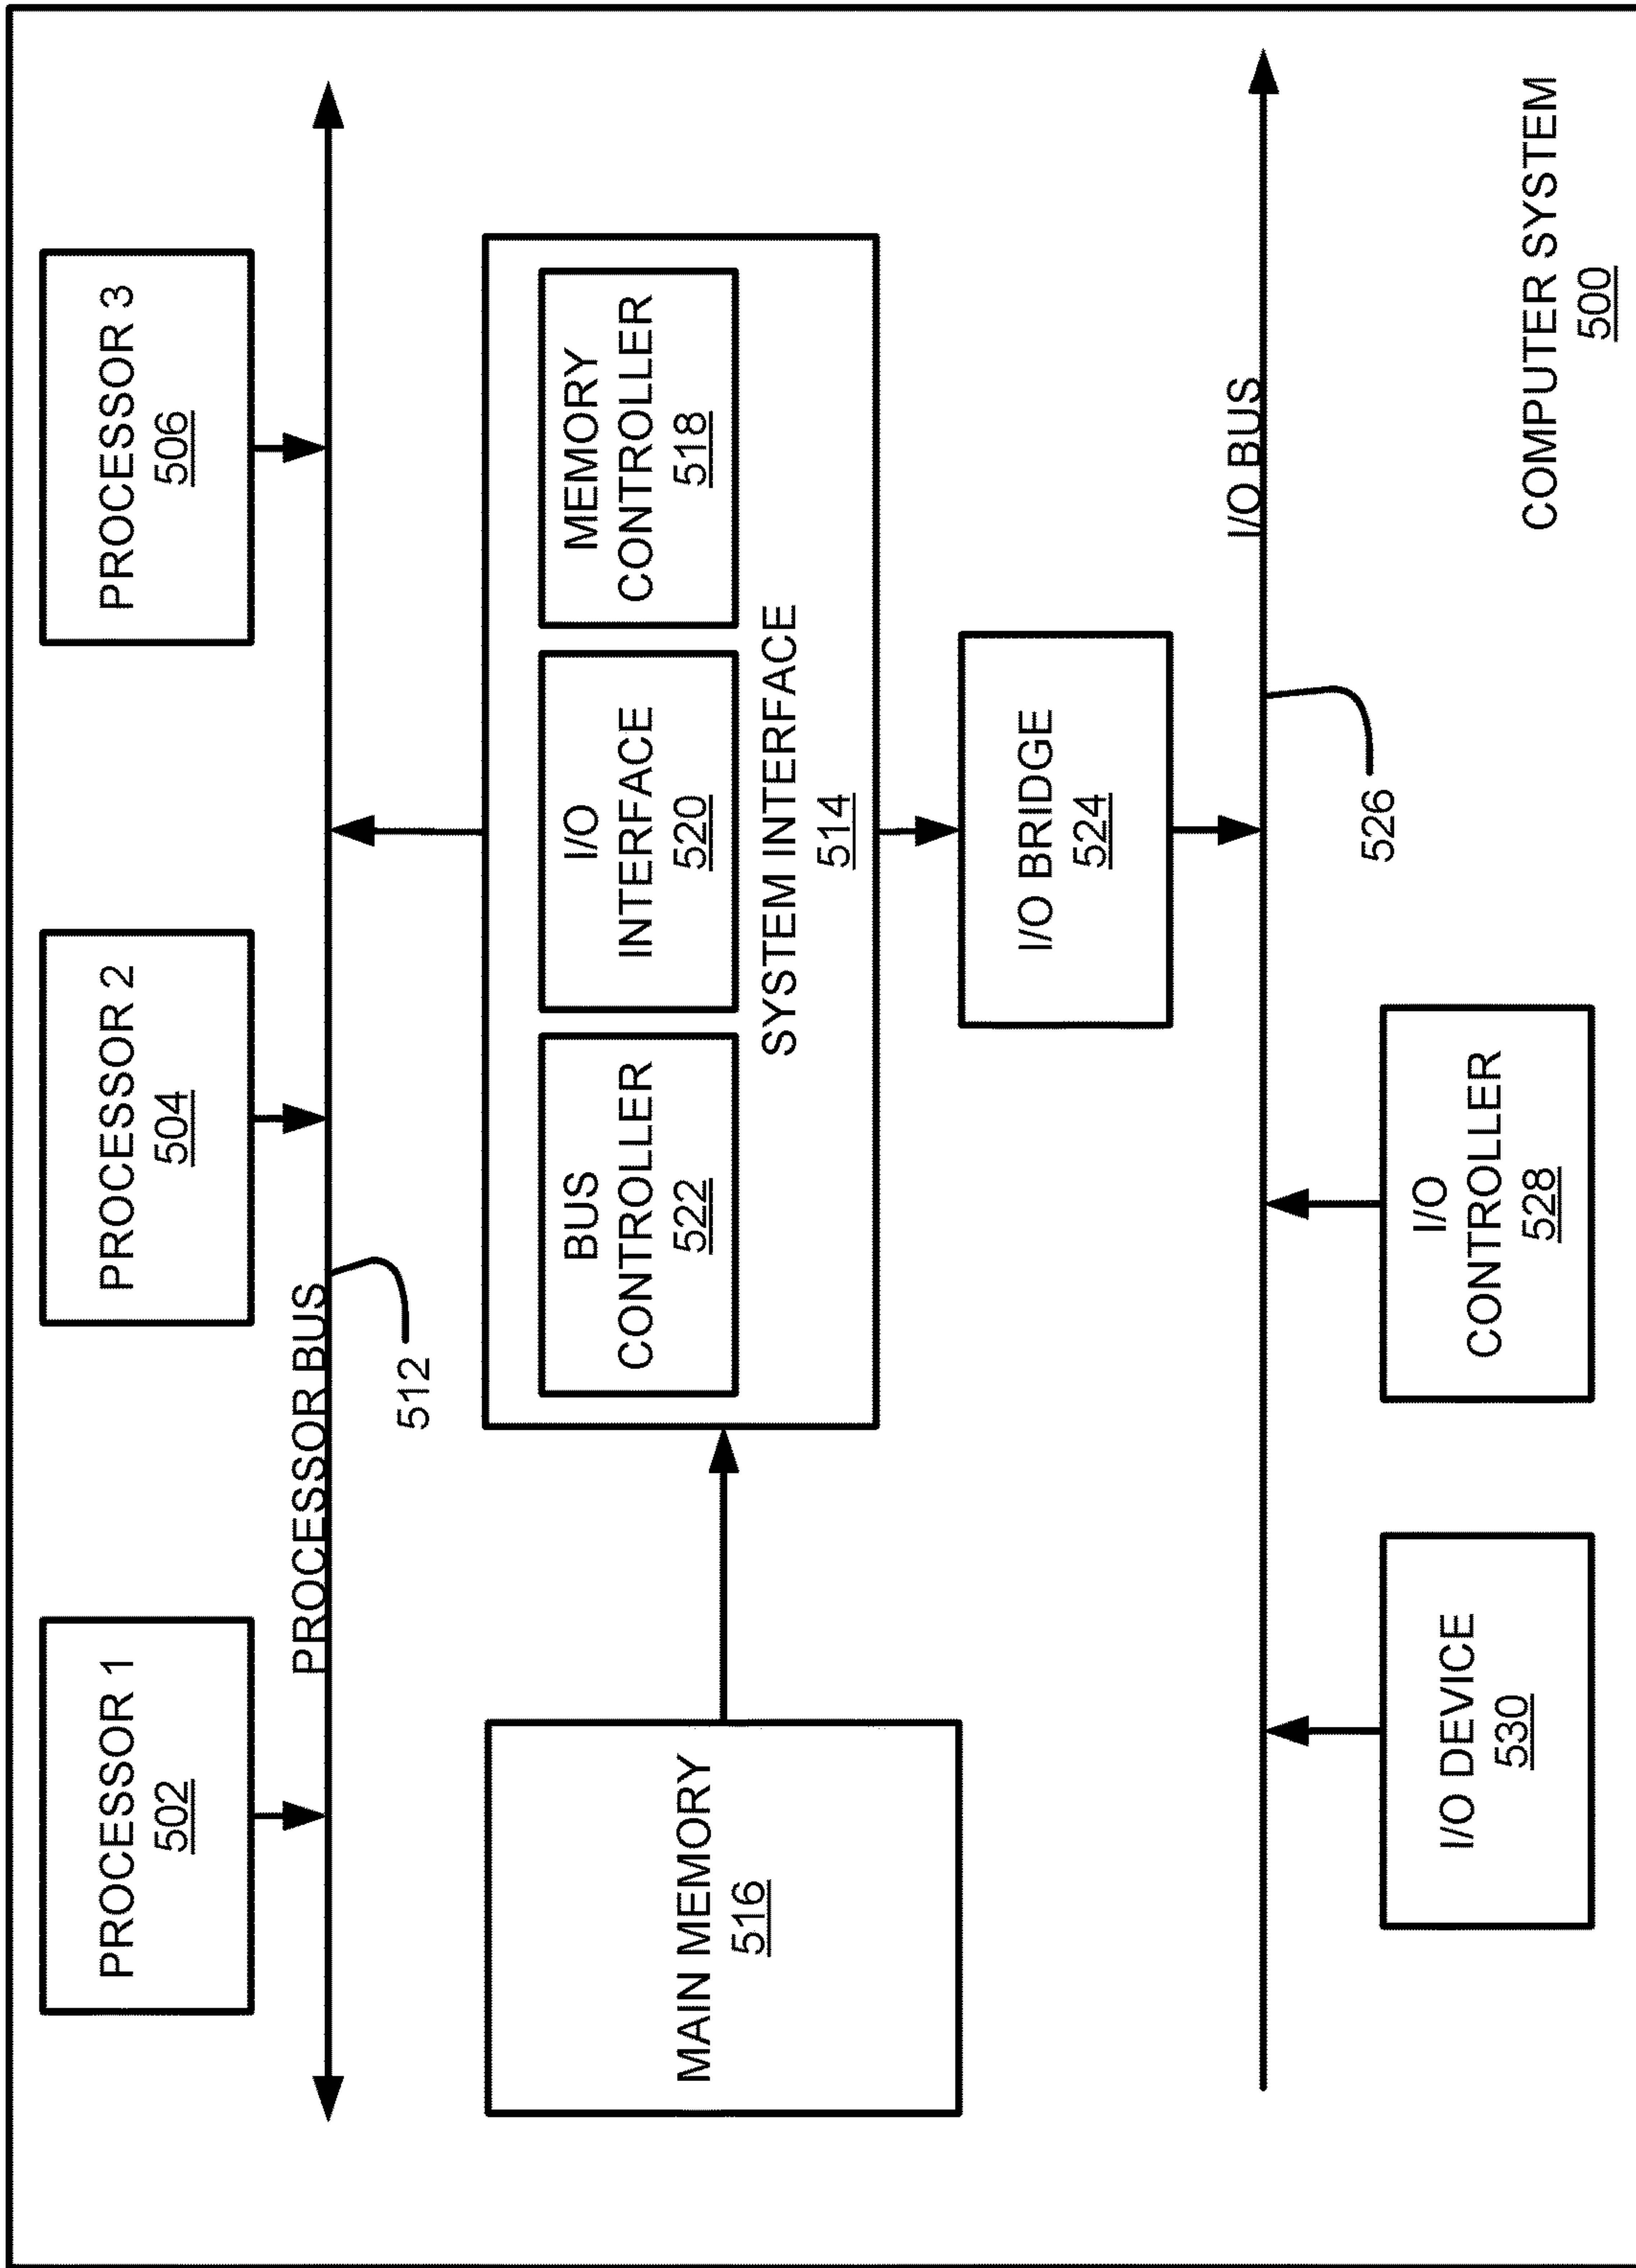 PROCESSOR 1
502
PROCESSOR 2
504
PROCESSOR 3
506
PROCESSOR BUS
512
MAIN MEMORY
516
BUS
CONTROLLER
522
I/O
INTERFACE
520
MEMORY
CONTROLLER
518
SYSTEM INTERFACE
514
I/O BRIDGE
524
I/O BUS
526
I/O DEVICE
530
I/O
CONTROLLER
528
COMPUTER SYSTEM
500